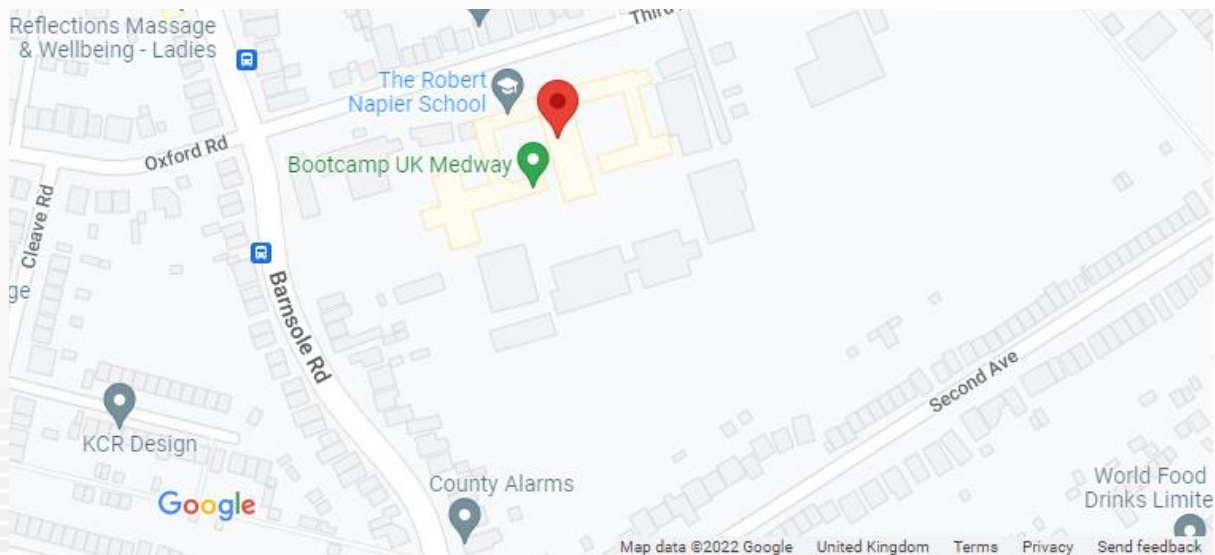 Reflections Massage
& Wellbeing - Ladies
Third
The Robert
Napier School
Oxford Rd
Bootcamp UK Medway
Cleave Rd
ge
Barnsole Rd
Second Ave
KCR Design
County Alarms
World Food
Drinks Limite
Google
Map data ©2022 Google United Kingdom Terms Privacy Send feedback